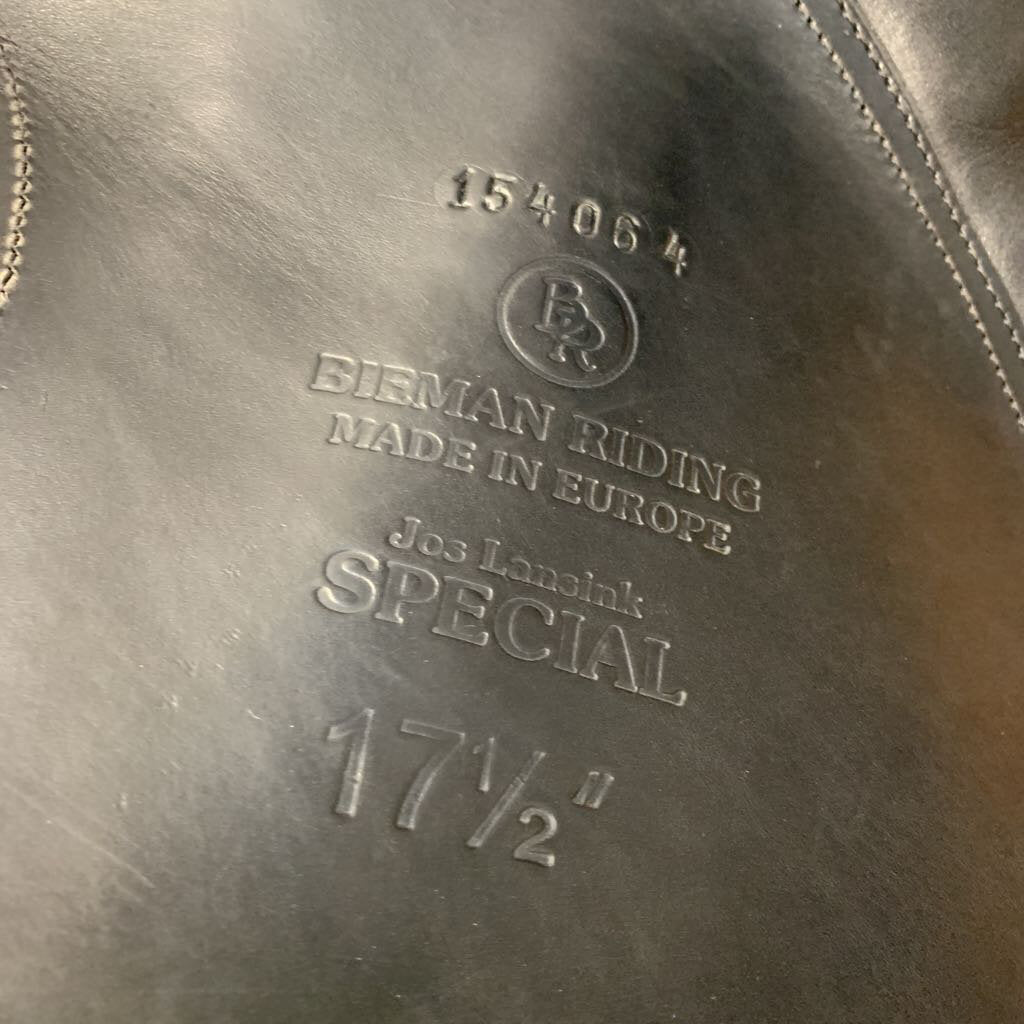 154064
BR
BIEMAN RIDING
MADE IN EUROPE
Jos Lansink
SPECIAL
17½"